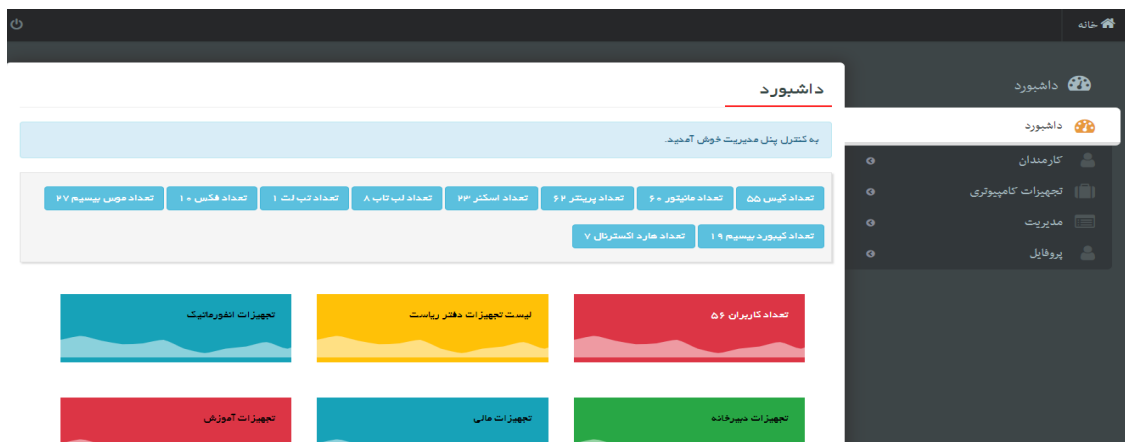 خانه
داشبورد
داشبورد
کارمندان
تجهیزات کامپیوتری
مدیریت
پروفایل
داشبورد
به کنترل پنل مدیریت خوش آمدید.
تعداد کیس ۵۵ تعداد مانیتور ۶۰ تعداد پرینتر ۶۲ تعداد اسکنر ۲۳ تعداد لب تاپ ۸ تعداد تب لت ۱ تعداد فکس ۱۰ تعداد موس بیسیم ۲۷
تعداد کیبورد بیسیم ۱۹ تعداد هارد اکسترنال ۷
تعداد کاربران ۵۶ لیست تجهیزات دفتر ریاست تجهیزات انفورماتیک
تجهیزات دبیرخانه تجهیزات مالی تجهیزات آموزش